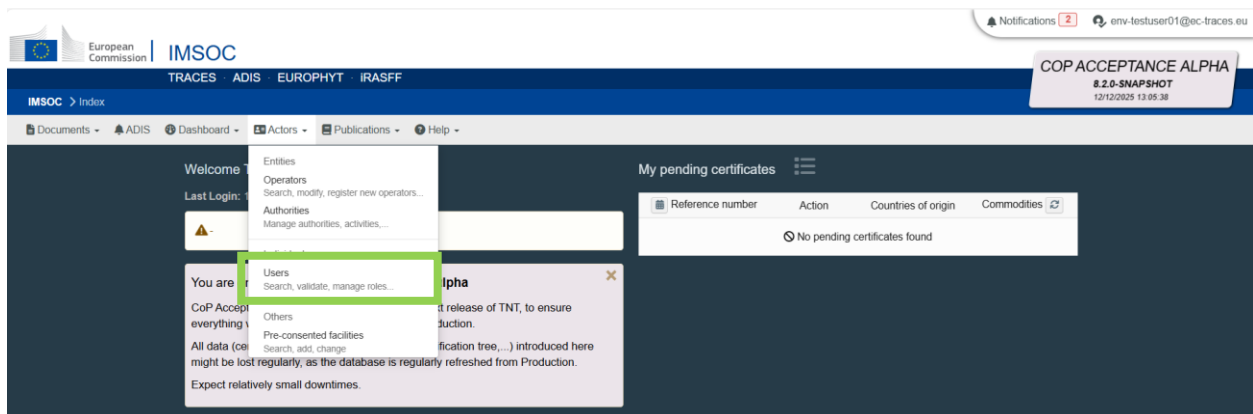 Notifications 2 env-testuser01@ec-traces.eu
European
Commission
IMSOC
COP ACCEPTANCE ALPHA
8.2.0-SNAPSHOT
12/12/2025 13:05:38
TRACES · ADIS · EUROPHYT · iRASFF
IMSOC > Index
Documents ADIS Dashboard Actors Publications Help
Welcome
Last Login:
Entities
Operators
Search, modify, register new operators...
Authorities
Manage authorities, activities,...
Users
Search, validate, manage roles...
Others
Pre-consented facilities
Search, add, change
My pending certificates
Reference number Action Countries of origin Commodities
No pending certificates found
You are
CoP Accept xt release of TNT, to ensure
everything duction.
All data (cer fication tree,...) introduced here
might be lost regularly, as the database is regularly refreshed from Production.
Expect relatively small downtimes.